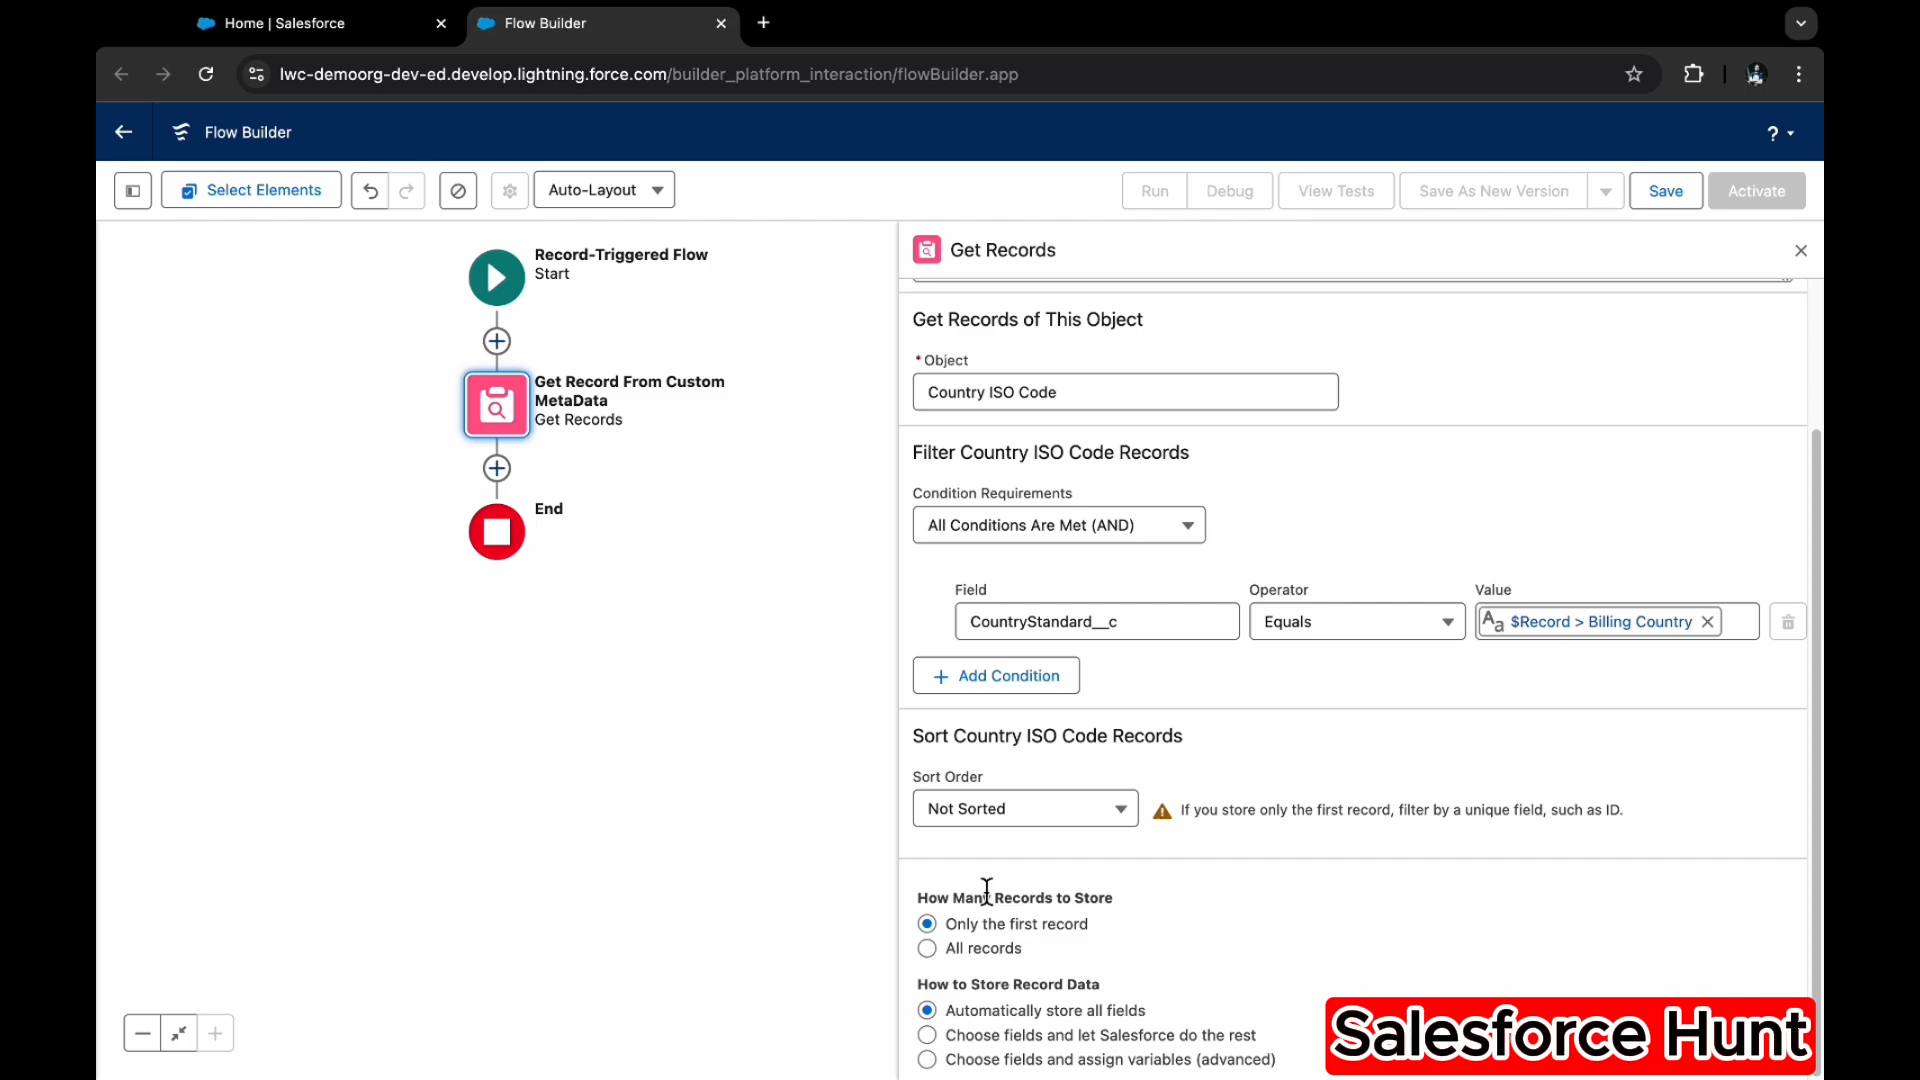 Home | Salesforce
Flow Builder
lwc-demoorg-dev-ed.develop.lightning.force.com/builder_platform_interaction/flowBuilder.app
Flow Builder
?
Select Elements
Auto-Layout
Run
Debug
View Tests
Save As New Version
Save
Activate
Record-Triggered Flow
Start
Get Record From Custom
MetaData
Get Records
End
Get Records
Get Records of This Object
* Object
Country ISO Code
Filter Country ISO Code Records
Condition Requirements
All Conditions Are Met (AND)
Field
Operator
Value
CountryStandard__c
Equals
Aa $Record > Billing Country
+ Add Condition
Sort Country ISO Code Records
Sort Order
Not Sorted
If you store only the first record, filter by a unique field, such as ID.
How Many Records to Store
Only the first record
All records
How to Store Record Data
Automatically store all fields
Choose fields and let Salesforce do the rest
Choose fields and assign variables (advanced)
Salesforce Hunt